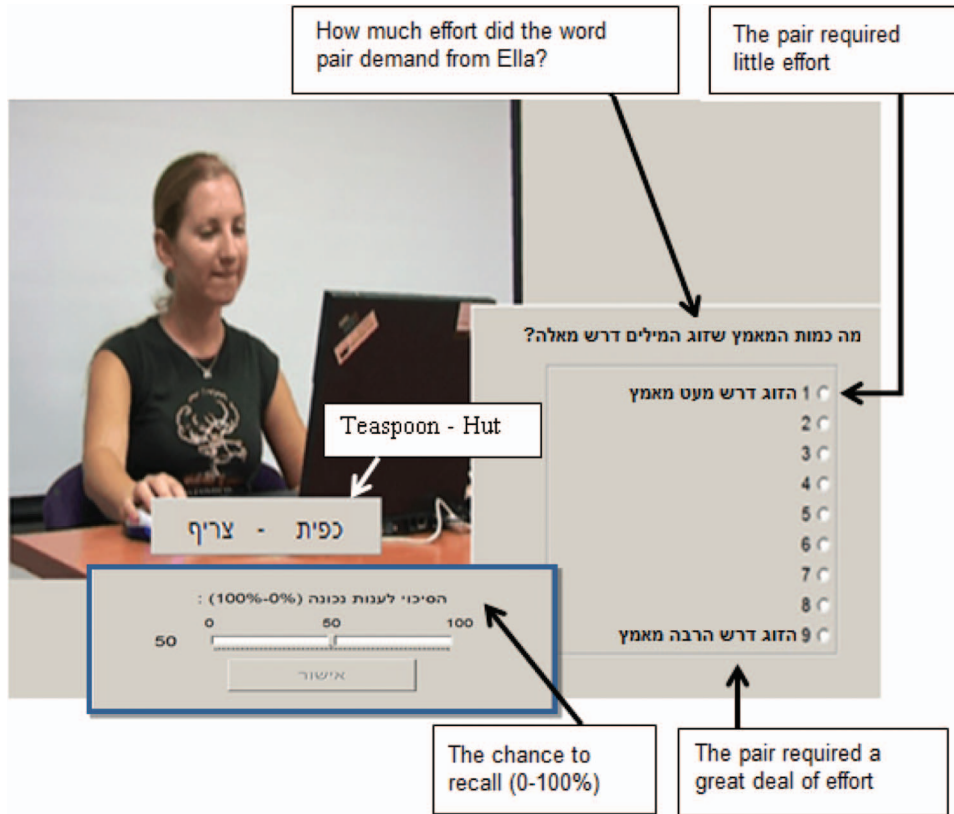 How much effort did the word
pair demand from Ella?
The pair required
little effort
מה כמות המאמץ שזוג המילים דרש מאלה?
1 הזוג דרש מעט מאמץ
2
3
4
5
6
7
8
9 הזוג דרש הרבה מאמץ
Teaspoon - Hut
כפית - צריף
הסיכוי לענות נכונה (0%-100%) :
0 50 100
50
אישור
The chance to
recall (0-100%)
The pair required a
great deal of effort